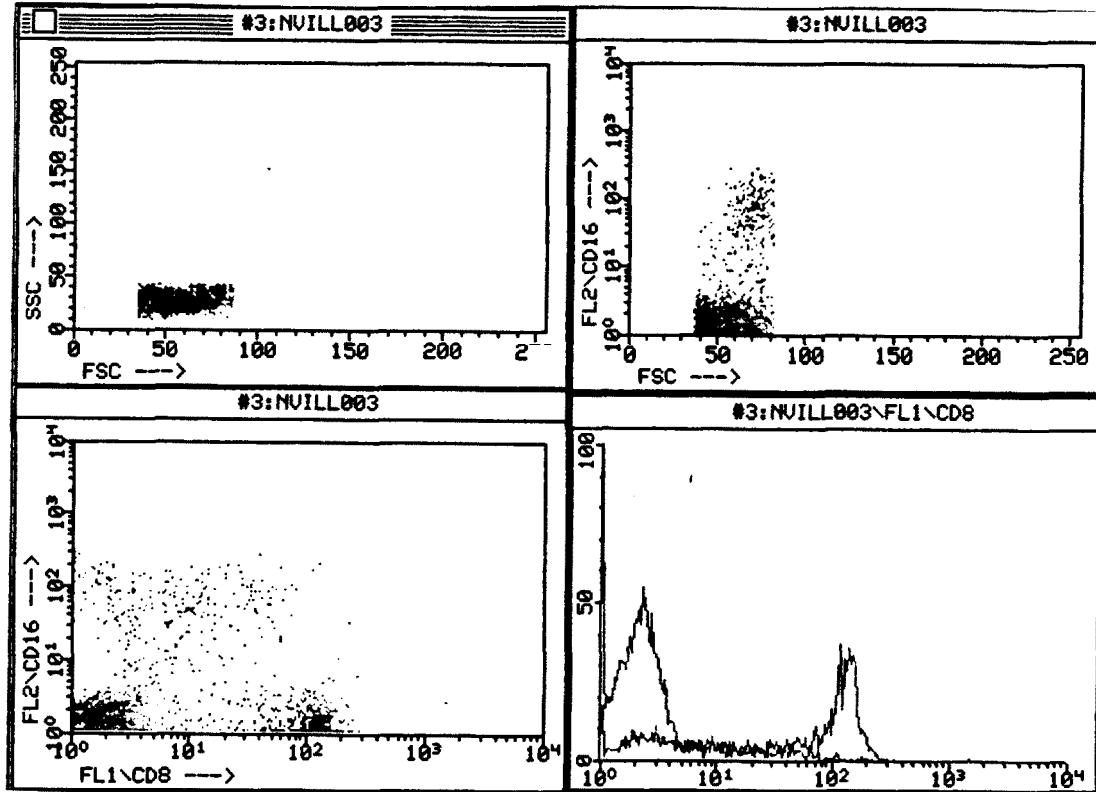 #3:NVILL003
250
200
150
100
50
0
SSC --->
0 50 100 150 200 2
FSC --->
#3:NVILL003
10⁴
10³
10²
10¹
10⁰
FL2\CD16 --->
0 50 100 150 200 250
FSC --->
#3:NVILL003
10⁴
10³
10²
10¹
10⁰
FL2\CD16 --->
10⁰ 10¹ 10² 10³ 10⁴
FL1\CD8 --->
#3:NVILL003\FL1\CD8
100
50
0
10⁰ 10¹ 10² 10³ 10⁴